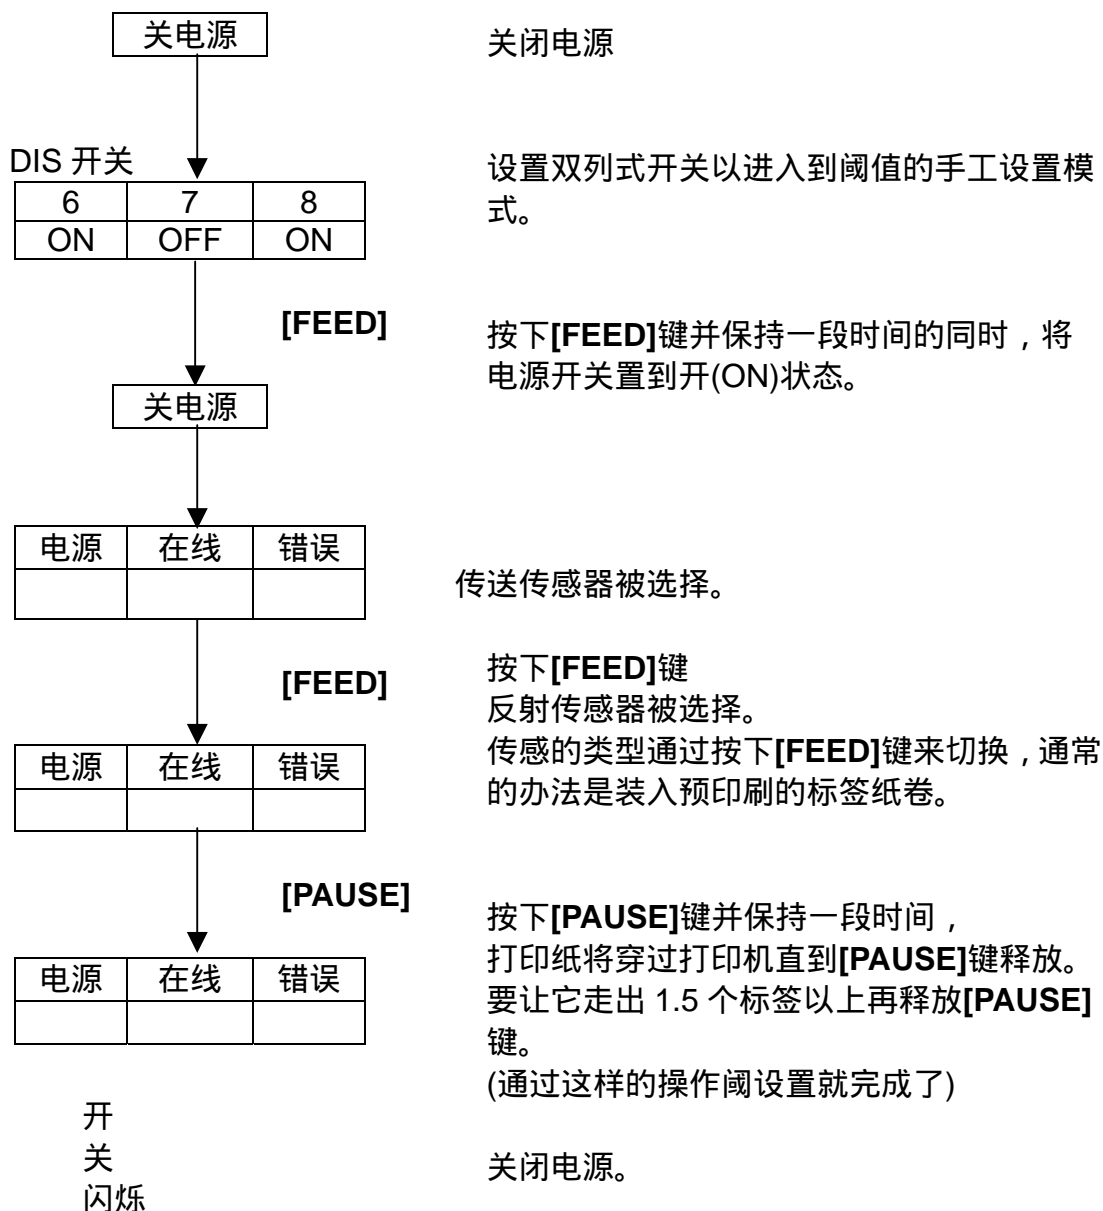 关电源
关闭电源
DIS 开关
6 7 8
ON OFF ON
设置双列式开关以进入到阈值的手工设置模
式。
[FEED]
按下[FEED]键并保持一段时间的同时，将
电源开关置到开(ON)状态。
关电源
电源 在线 错误
传送传感器被选择。
[FEED]
按下[FEED]键
反射传感器被选择。
传感的类型通过按下[FEED]键来切换，通常
的办法是装入预印刷的标签纸卷。
电源 在线 错误
[PAUSE]
按下[PAUSE]键并保持一段时间，
打印纸将穿过打印机直到[PAUSE]键释放。
要让它走出 1.5 个标签以上再释放[PAUSE]
键。
(通过这样的操作阈设置就完成了)
电源 在线 错误
开
关
闪烁
关闭电源。